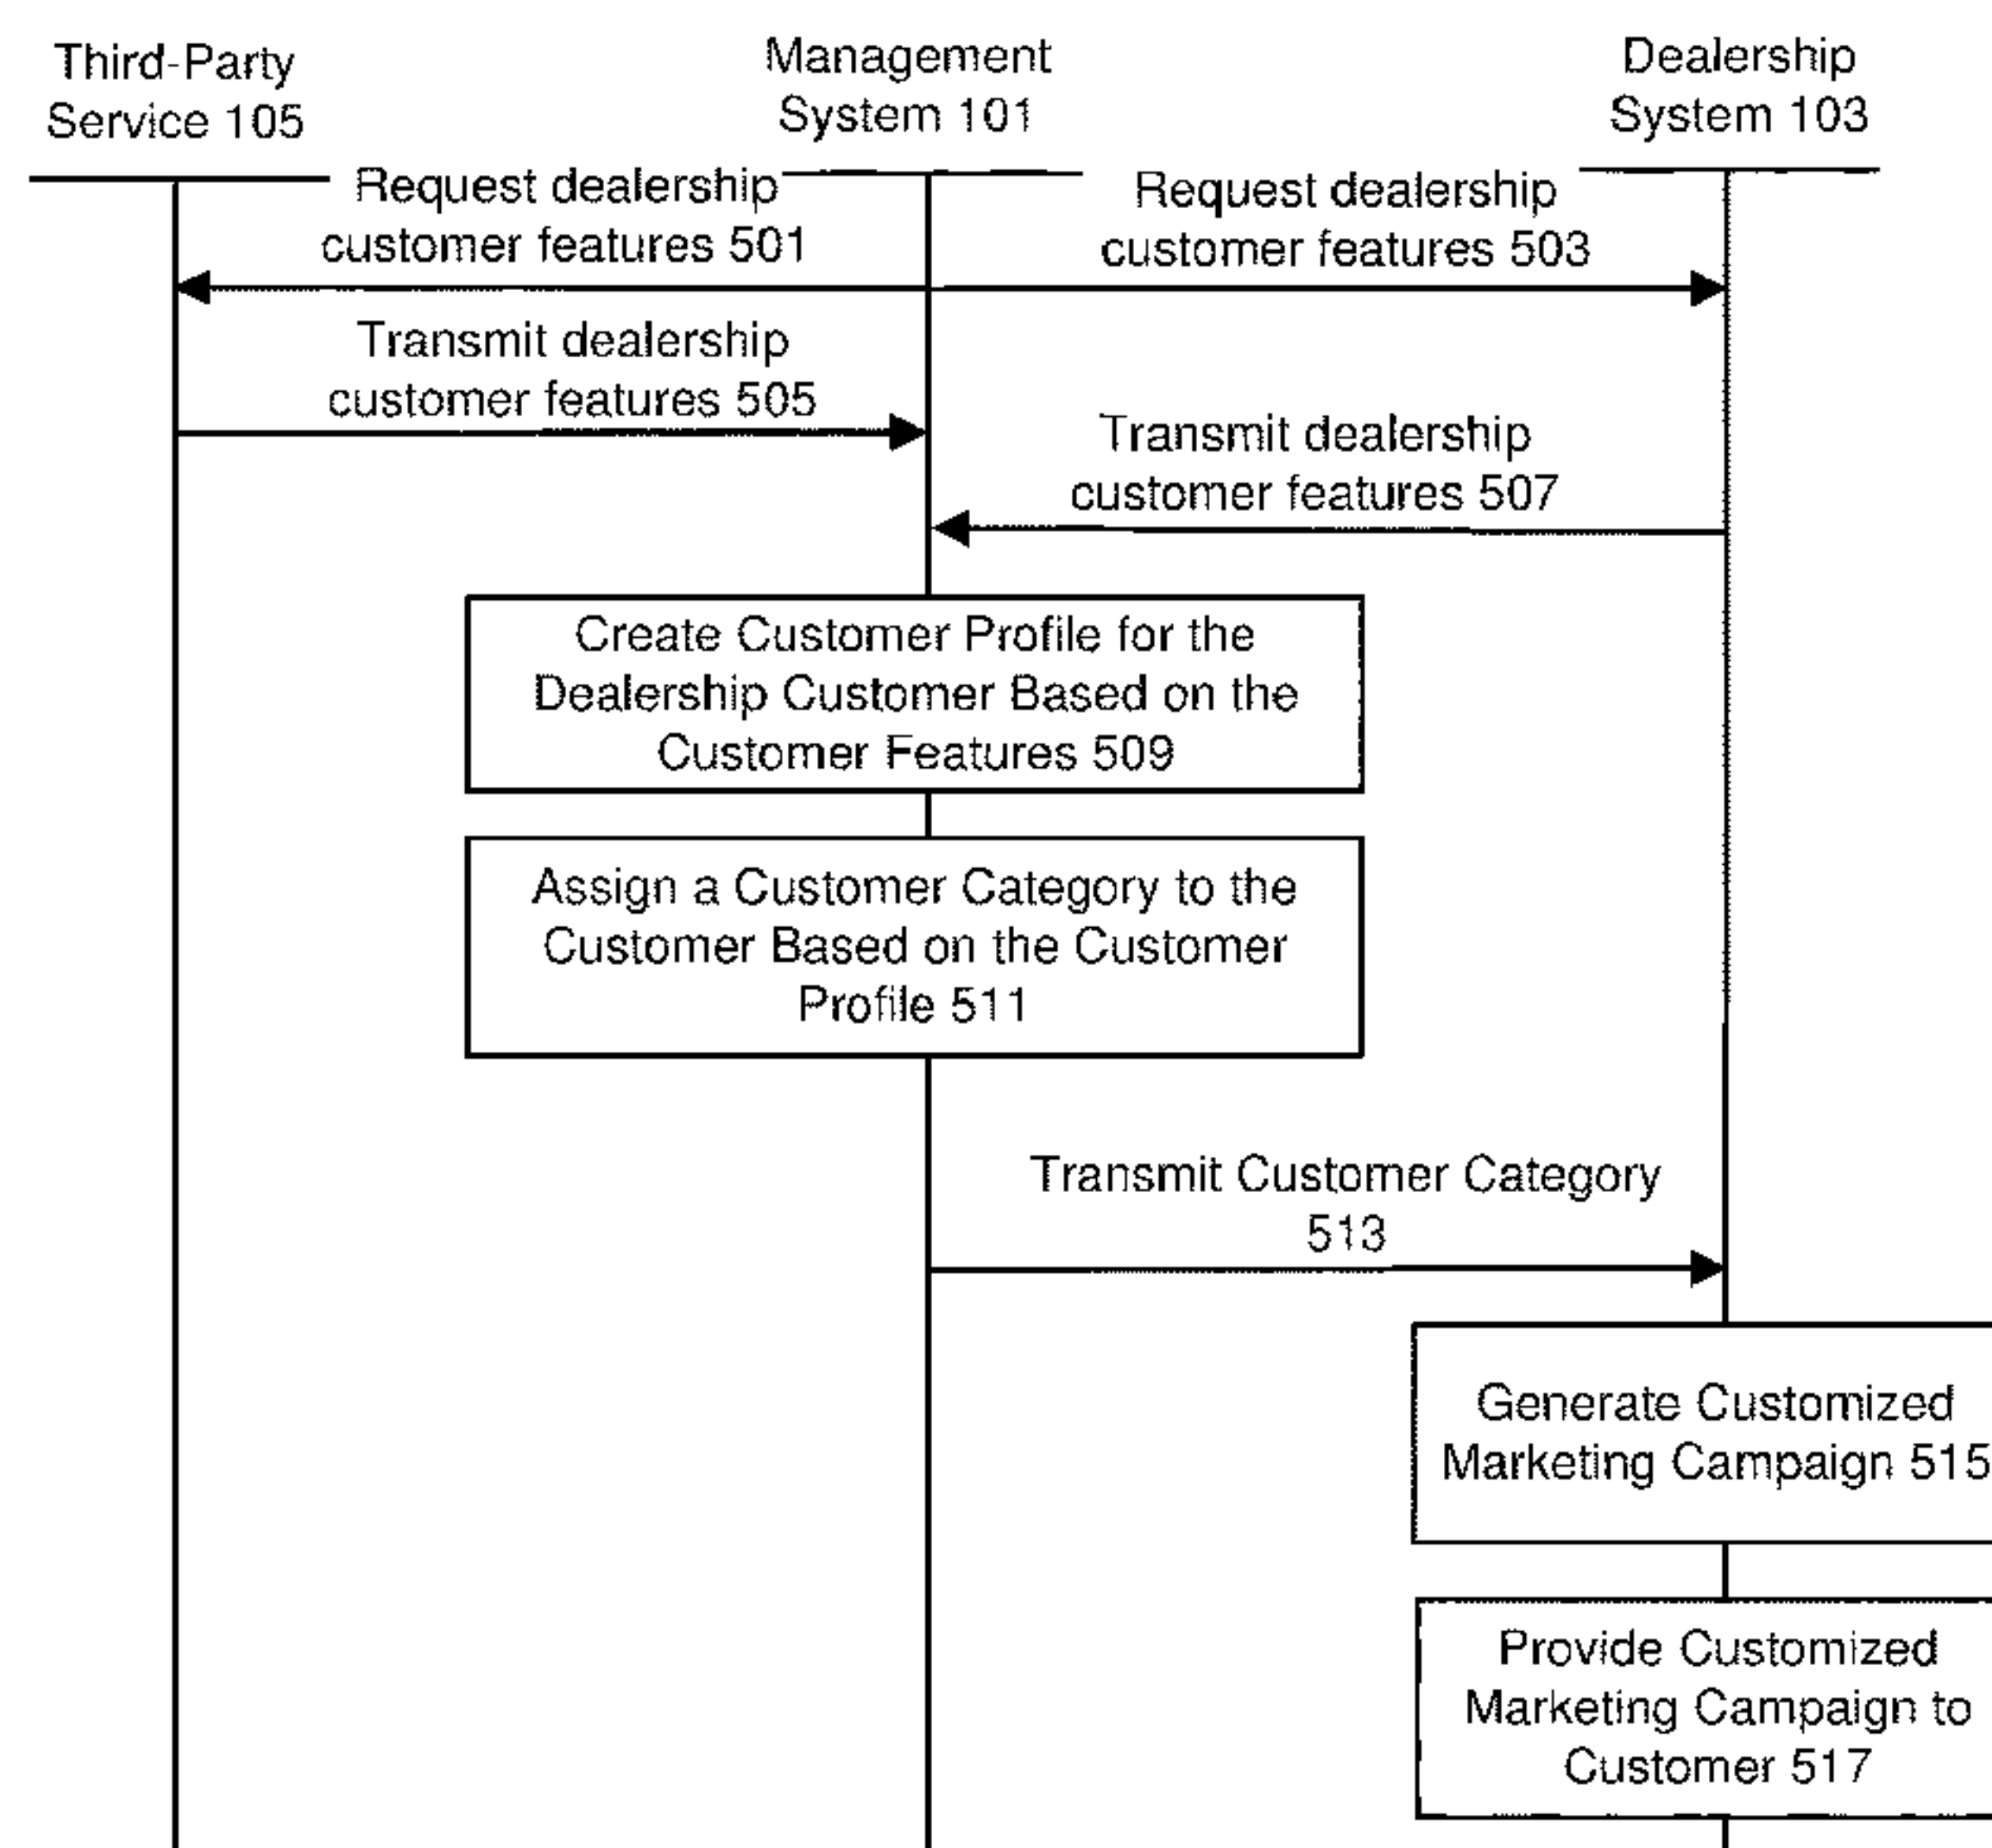 Third-Party
Service 105
Management
System 101
Dealership
System 103
Request dealership
customer features 501
Request dealership
customer features 503
Transmit dealership
customer features 505
Transmit dealership
customer features 507
Create Customer Profile for the
Dealership Customer Based on the
Customer Features 509
Assign a Customer Category to the
Customer Based on the Customer
Profile 511
Transmit Customer Category
513
Generate Customized
Marketing Campaign 515
Provide Customized
Marketing Campaign to
Customer 517